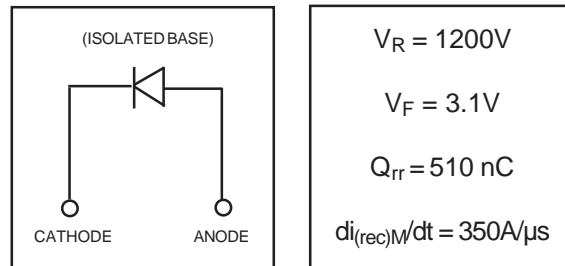 (ISOLATED BASE)
CATHODE ANODE
V_R = 1200V
V_F = 3.1V
Q_rr = 510 nC
di_(rec)M/dt = 350A/µs